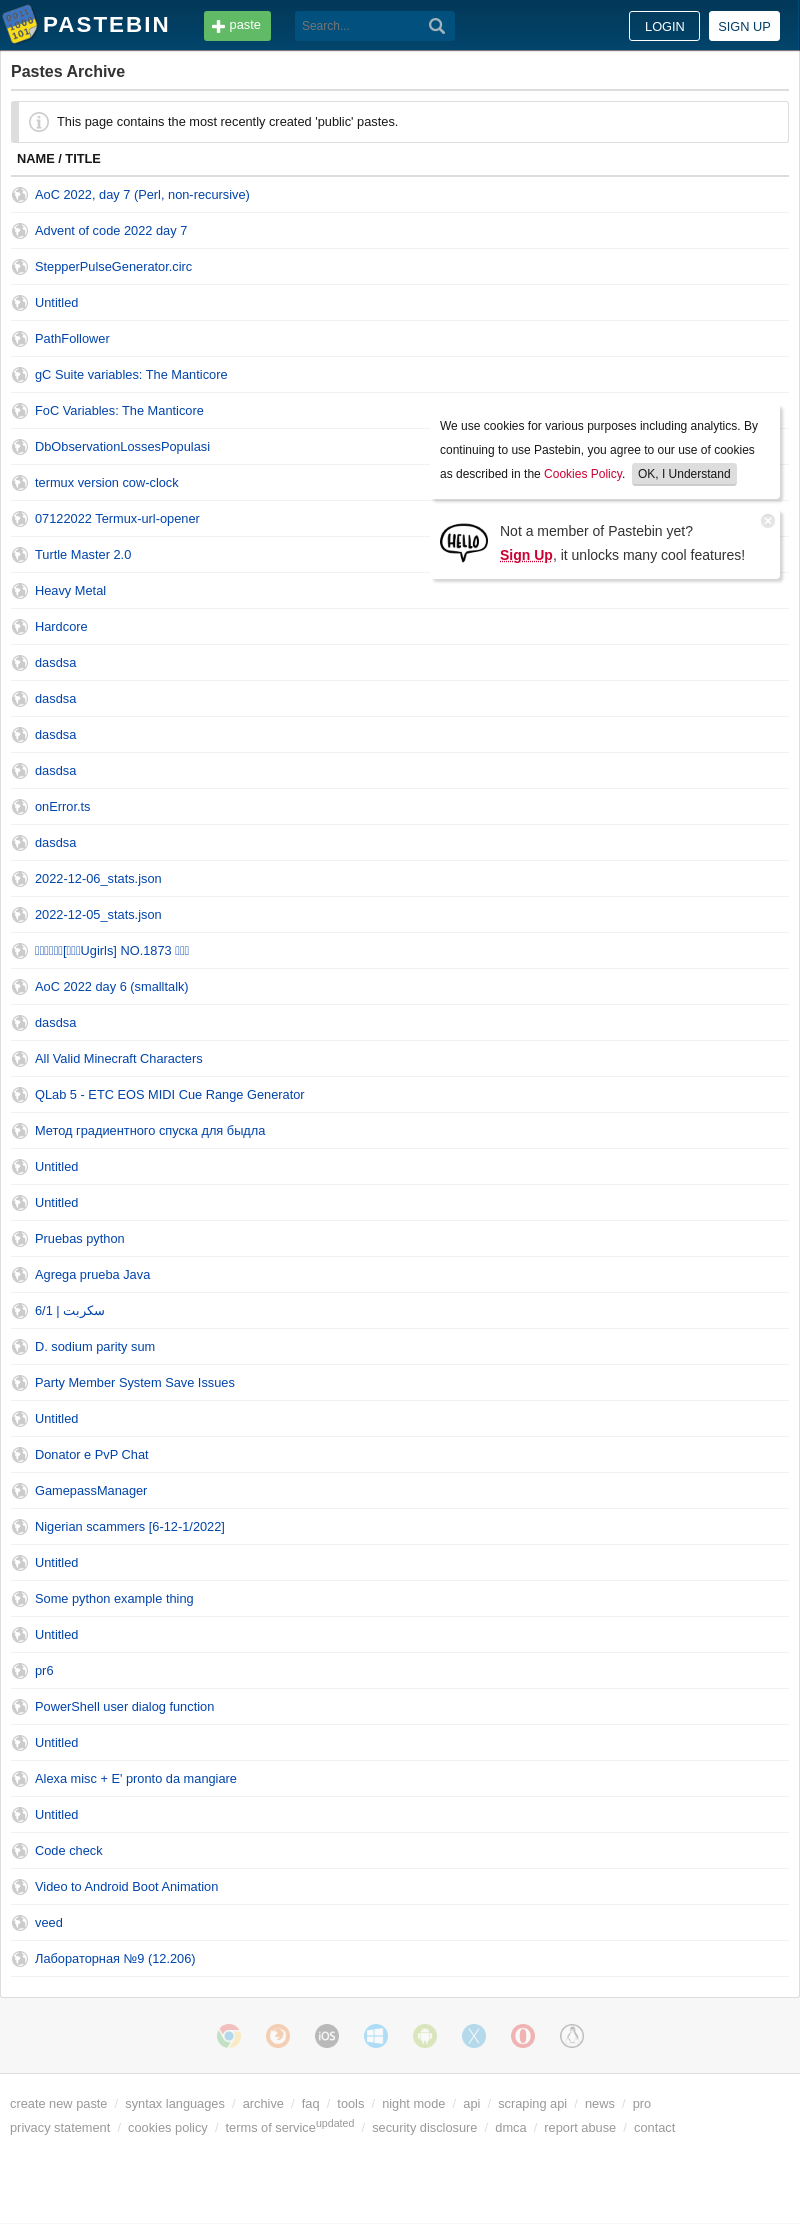 PASTEBIN
paste
Search...
LOGIN
SIGN UP
Pastes Archive
This page contains the most recently created 'public' pastes.
NAME / TITLE
AoC 2022, day 7 (Perl, non-recursive)
Advent of code 2022 day 7
StepperPulseGenerator.circ
Untitled
PathFollower
gC Suite variables: The Manticore
FoC Variables: The Manticore
We use cookies for various purposes including analytics. By
continuing to use Pastebin, you agree to our use of cookies
as described in the Cookies Policy. OK, I Understand
DbObservationLossesPopulasi
termux version cow-clock
07122022 Termux-url-opener
Not a member of Pastebin yet?
Sign Up, it unlocks many cool features!
HELLO
Turtle Master 2.0
Heavy Metal
Hardcore
dasdsa
dasdsa
dasdsa
dasdsa
onError.ts
dasdsa
2022-12-06_stats.json
2022-12-05_stats.json
Ugirls] NO.1873
AoC 2022 day 6 (smalltalk)
dasdsa
All Valid Minecraft Characters
QLab 5 - ETC EOS MIDI Cue Range Generator
Метод градиентного спуска для быдла
Untitled
Untitled
Pruebas python
Agrega prueba Java
6/1 | سكربت
D. sodium parity sum
Party Member System Save Issues
Untitled
Donator e PvP Chat
GamepassManager
Nigerian scammers [6-12-1/2022]
Untitled
Some python example thing
Untitled
pr6
PowerShell user dialog function
Untitled
Alexa misc + E' pronto da mangiare
Untitled
Code check
Video to Android Boot Animation
veed
Лабораторная №9 (12.206)
iOS
create new paste / syntax languages / archive / faq / tools / night mode / api / scraping api / news / pro
privacy statement / cookies policy / terms of service updated / security disclosure / dmca / report abuse / contact